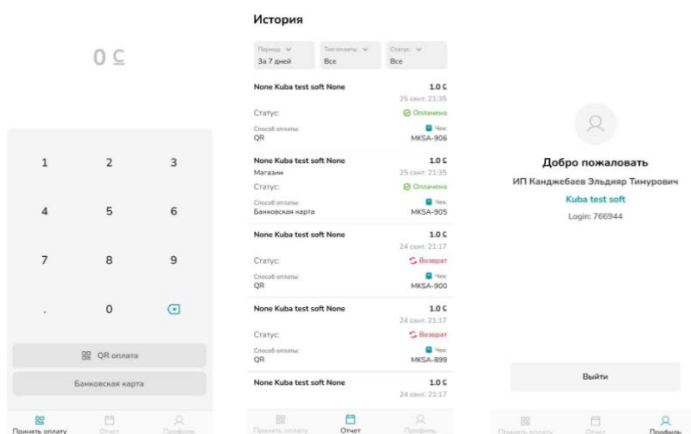 0 С
1 2 3
4 5 6
7 8 9
. 0
QR оплата
Банковская карта
Принять оплату Отчет Профиль
История
Период Тип оплаты Статус
За 7 дней Все Все
None Kuba test soft None 1.0 С
25 сент. 21:35
Статус: Оплачено
Способ оплаты: Чек
QR MKSA-906
None Kuba test soft None 1.0 С
Магазин 25 сент. 21:35
Статус: Оплачено
Способ оплаты: Чек
Банковская карта MKSA-905
None Kuba test soft None 1.0 С
24 сент. 21:17
Статус: Возврат
Способ оплаты: Чек
QR MKSA-900
None Kuba test soft None 1.0 С
24 сент. 21:17
Статус: Возврат
Способ оплаты: Чек
QR MKSA-899
None Kuba test soft None 1.0 С
24 сент. 21:17
Принять оплату Отчет Профиль
Добро пожаловать
ИП Канджебаев Эльдияр Тимурович
Kuba test soft
Login: 766944
Выйти
Принять оплату Отчет Профиль